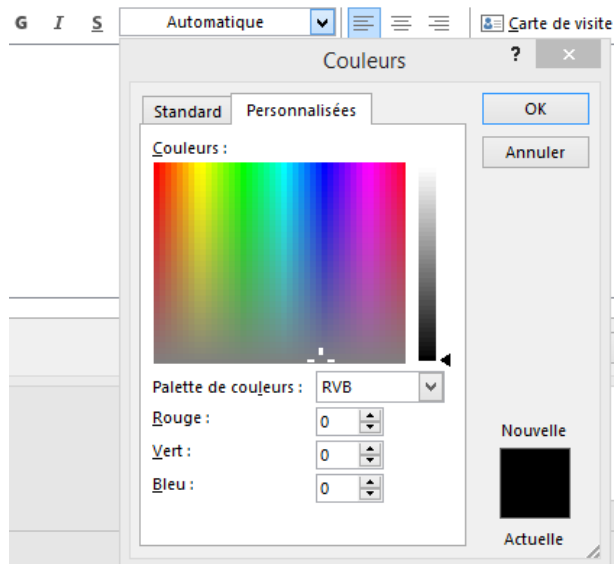 G I S Automatique Carte de visite
Couleurs ? ×
Standard Personnalisées OK
Couleurs : Annuler
Palette de couleurs : RVB
Rouge : 0
Vert : 0
Bleu : 0
Nouvelle
Actuelle